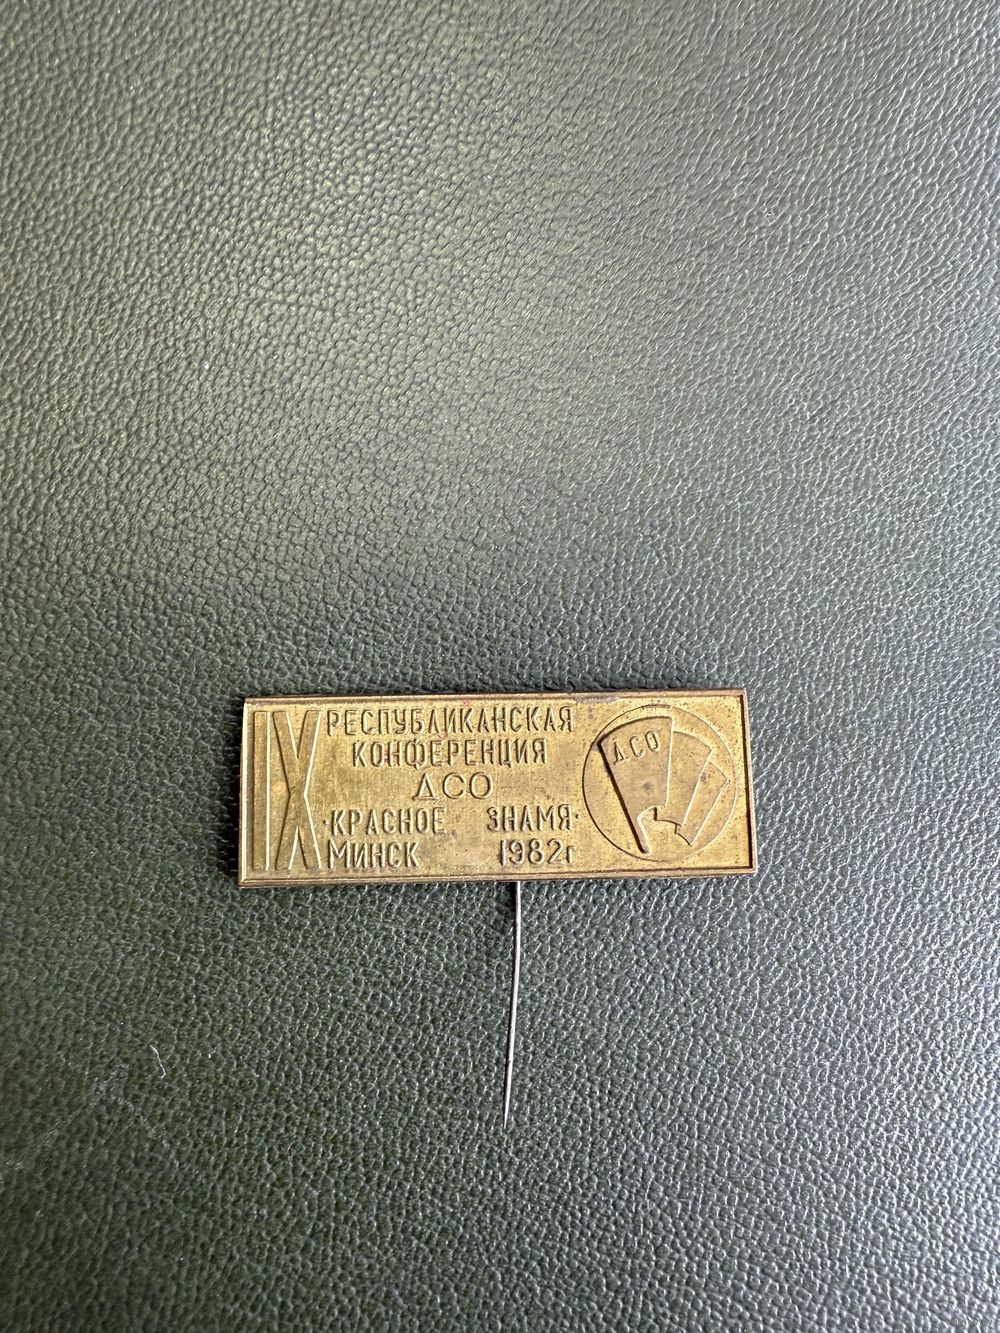 IX
РЕСПУБЛИКАНСКАЯ
КОНФЕРЕНЦИЯ
ДСО
·КРАСНОЕ ЗНАМЯ·
МИНСК 1982г
ДСО